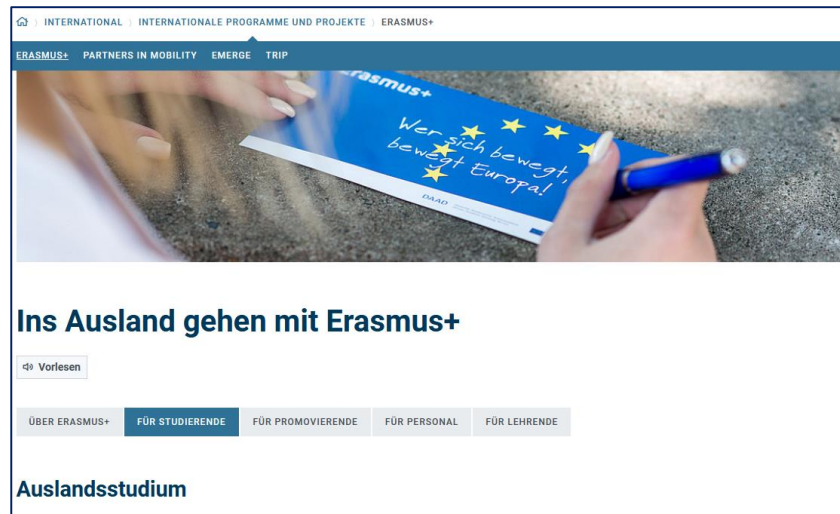 INTERNATIONAL
INTERNATIONALE PROGRAMME UND PROJEKTE
ERASMUS+
ERASMUS+ PARTNERS IN MOBILITY EMERGE TRIP
Erasmus+
Wer sich bewegt,
bewegt Europa!
DAAD
Ins Ausland gehen mit Erasmus+
Vorlesen
ÜBER ERASMUS+ FÜR STUDIERENDE FÜR PROMOVIERENDE FÜR PERSONAL FÜR LEHRENDE
Auslandsstudium